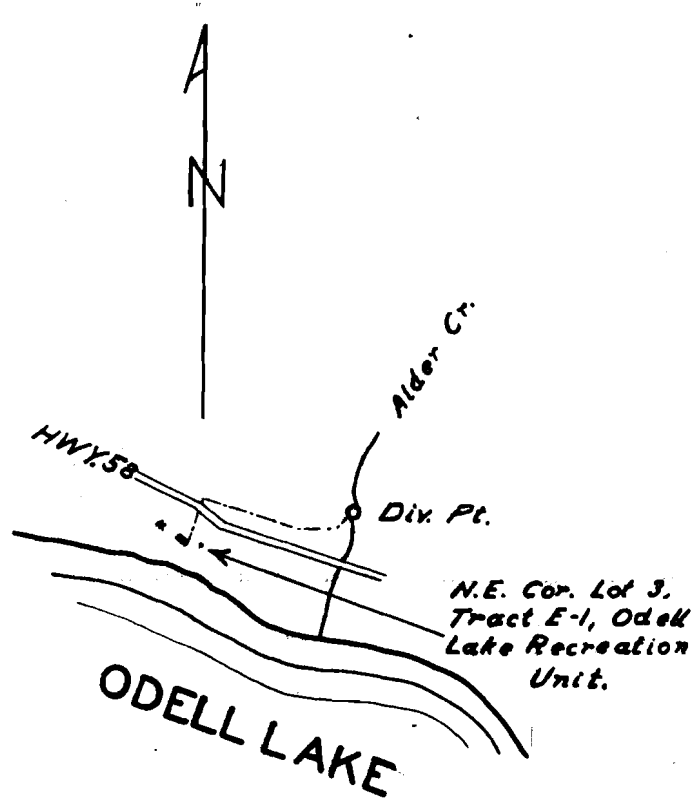 N
Alder Cr.
HWY.58
Div. Pt.
N.E. Cor. Lot 3,
Tract E-1, Odell
Lake Recreation
Unit.
ODELL LAKE